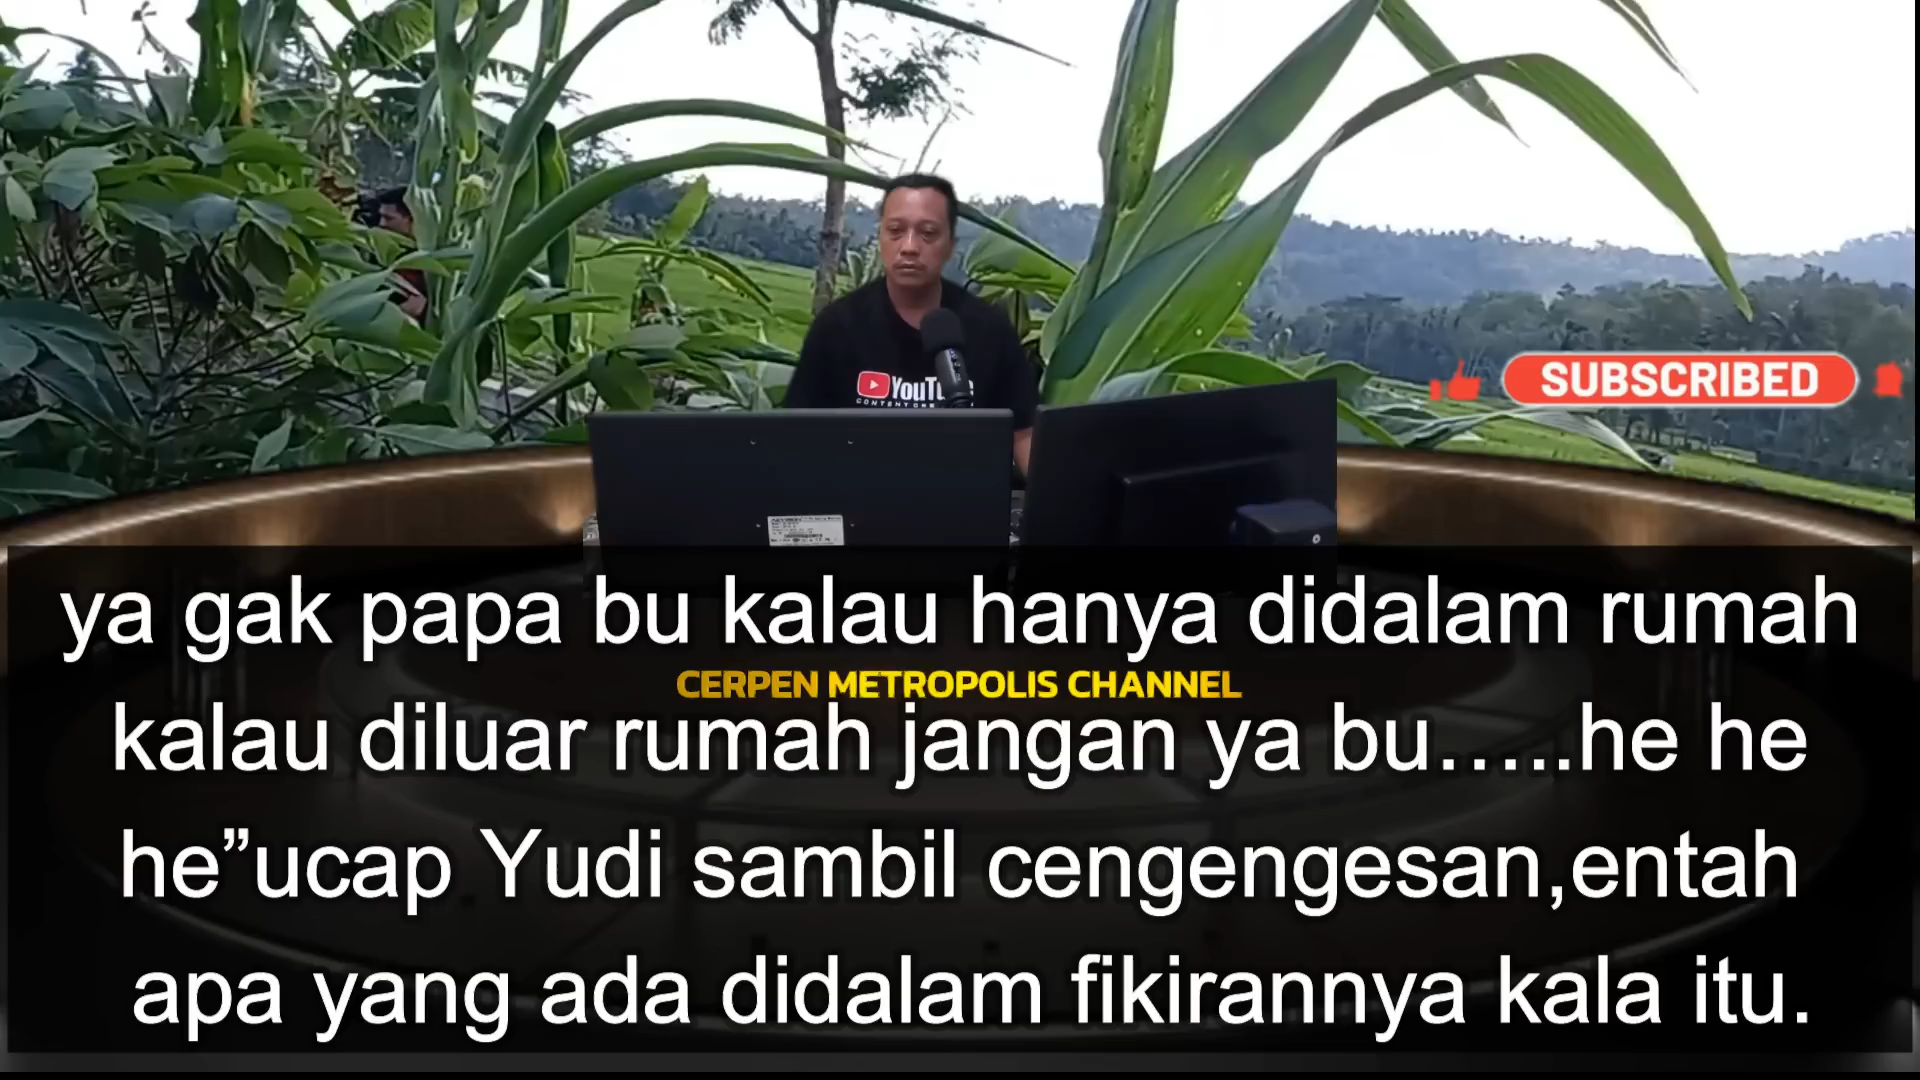 YouTu
SUBSCRIBED
ya gak papa bu kalau hanya didalam rumah
CERPEN METROPOLIS CHANNEL
kalau diluar rumah jangan ya bu…..he he
he”ucap Yudi sambil cengengesan,entah
apa yang ada didalam fikirannya kala itu.